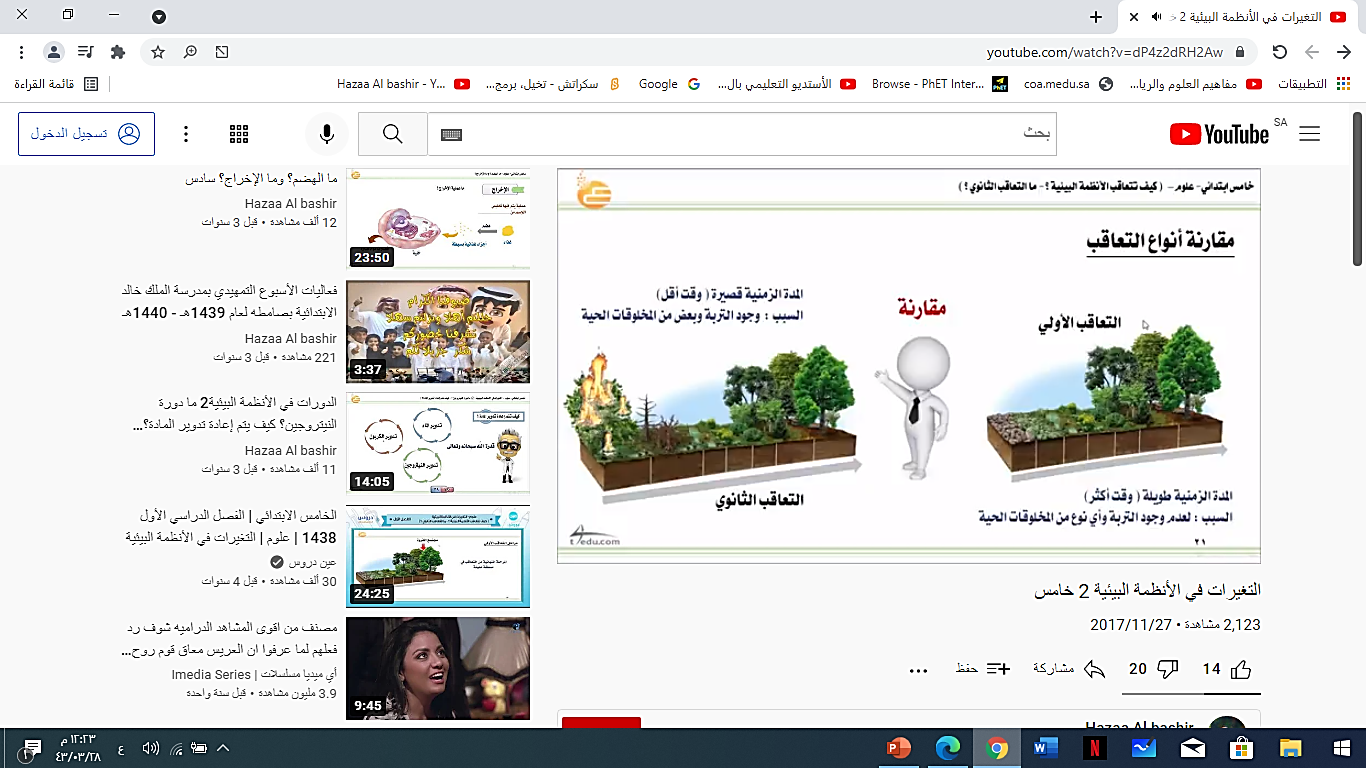 التغيرات في الأنظمة البيئية 2
youtube.com/watch?v=dP4z2dRH2Aw
التطبيقات
مفاهيم العلوم والريا...
coa.medu.sa
Browse - PhET Inter...
الأستديو التعليمي بال...
Google
سكراتش - تخيل، برمج...
Hazaa Al bashir - Y...
قائمة القراءة
YouTube SA
بحث
تسجيل الدخول
خامس ابتدائي - علوم - ( كيف تتعاقب الأنظمة البيئية ؟ - ما التعاقب الثانوي ؟ )
مقارنة أنواع التعاقب
التعاقب الأولي
مقارنة
المدة الزمنية قصيرة ( وقت أقل )
السبب : وجود التربة وبعض من المخلوقات الحية
التعاقب الثانوي
المدة الزمنية طويلة ( وقت أكثر )
السبب : لعدم وجود التربة وأي نوع من المخلوقات الحية
٢١
edu.com
التغيرات في الأنظمة البيئية 2 خامس
2,123 مشاهدة • 2017/11/27
14
20
مشاركة
حفظ
Hazaa Al bashir
ما الهضم؟ وما الإخراج؟ سادس
Hazaa Al bashir
12 ألف مشاهدة • قبل 3 سنوات
الإخراج
23:50
فعاليات الأسبوع التمهيدي بمدرسة الملك خالد
الابتدائية بصامطه لعام 1439هـ - 1440هـ
Hazaa Al bashir
221 مشاهدة • قبل 3 سنوات
3:37
الدورات في الأنظمة البيئية2 ما دورة
النيتروجين؟ كيف يتم إعادة تدوير المادة؟...
Hazaa Al bashir
11 ألف مشاهدة • قبل 3 سنوات
تدوير الماء
تدوير الكربون
تدوير النيتروجين
14:05
الخامس الابتدائي | الفصل الدراسي الأول
1438 | علوم | التغيرات في الأنظمة البيئية
عين دروس
30 ألف مشاهدة • قبل 4 سنوات
24:25
مصنف من اقوى المشاهد الدراميه شوف رد
فعلهم لما عرفوا ان العريس معاق قوم روح...
أي ميديا مسلسلات | Imedia Series
3.9 مليون مشاهدة • قبل سنة واحدة
9:45
ع
١٢:٢٣ م
٤٣/٠٣/٢٨